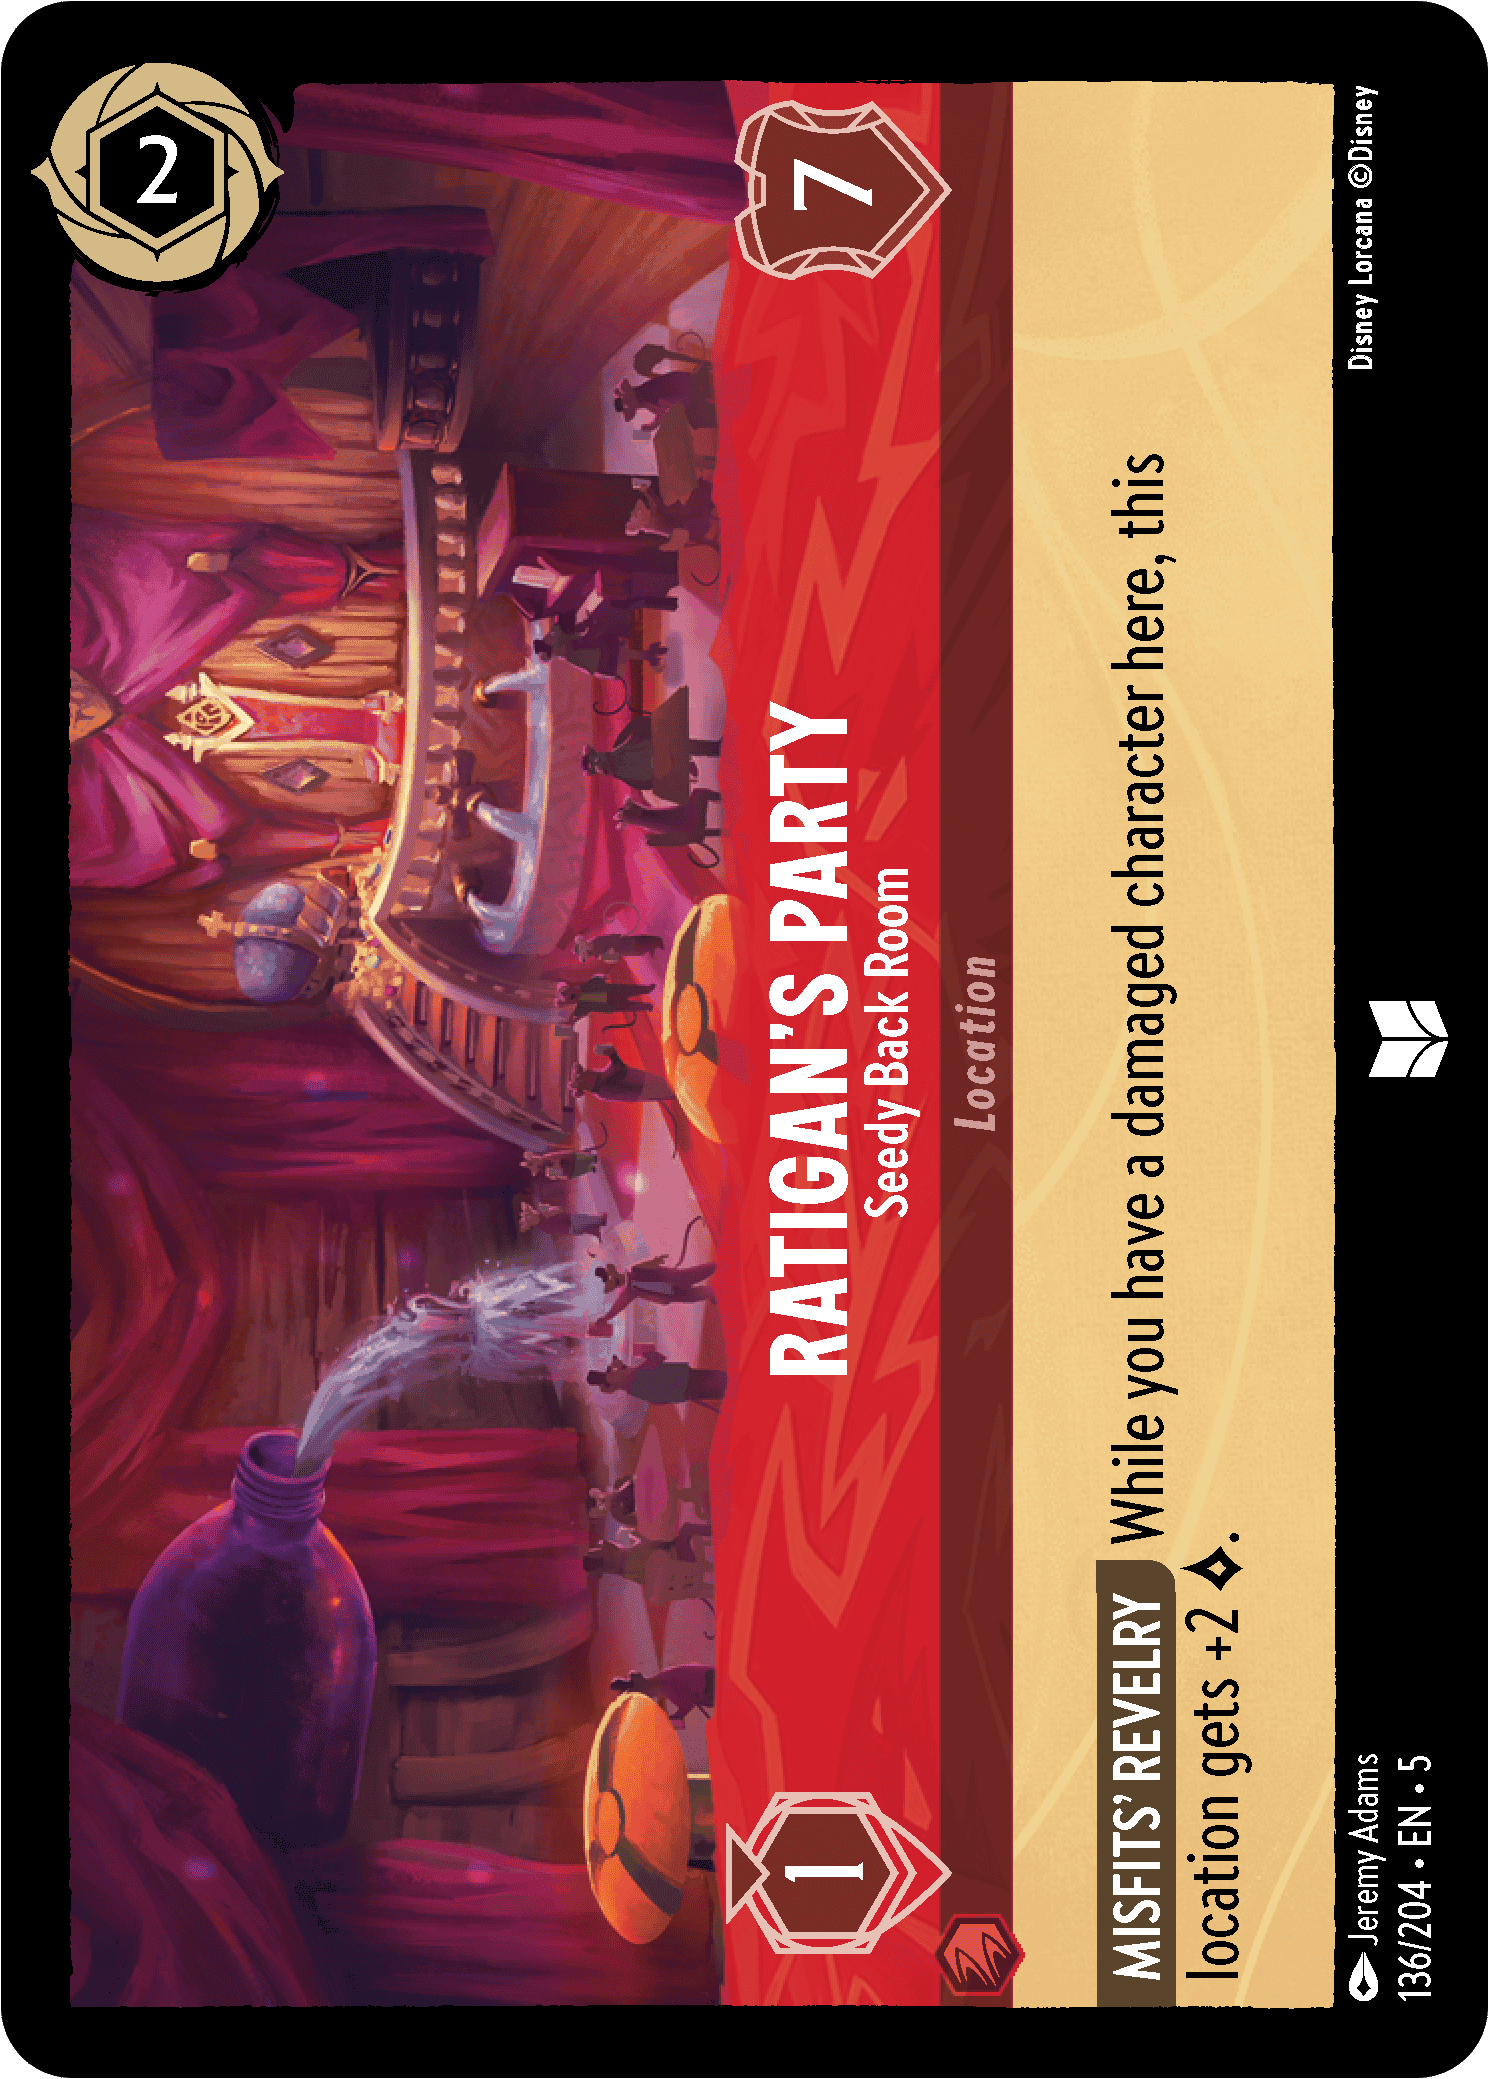 2
7
RATIGAN'S PARTY
Seedy Back Room
1
Location
MISFITS' REVELRY While you have a damaged character here, this
location gets +2 .
Jeremy Adams
136/204 • EN • 5
Disney Lorcana ©Disney